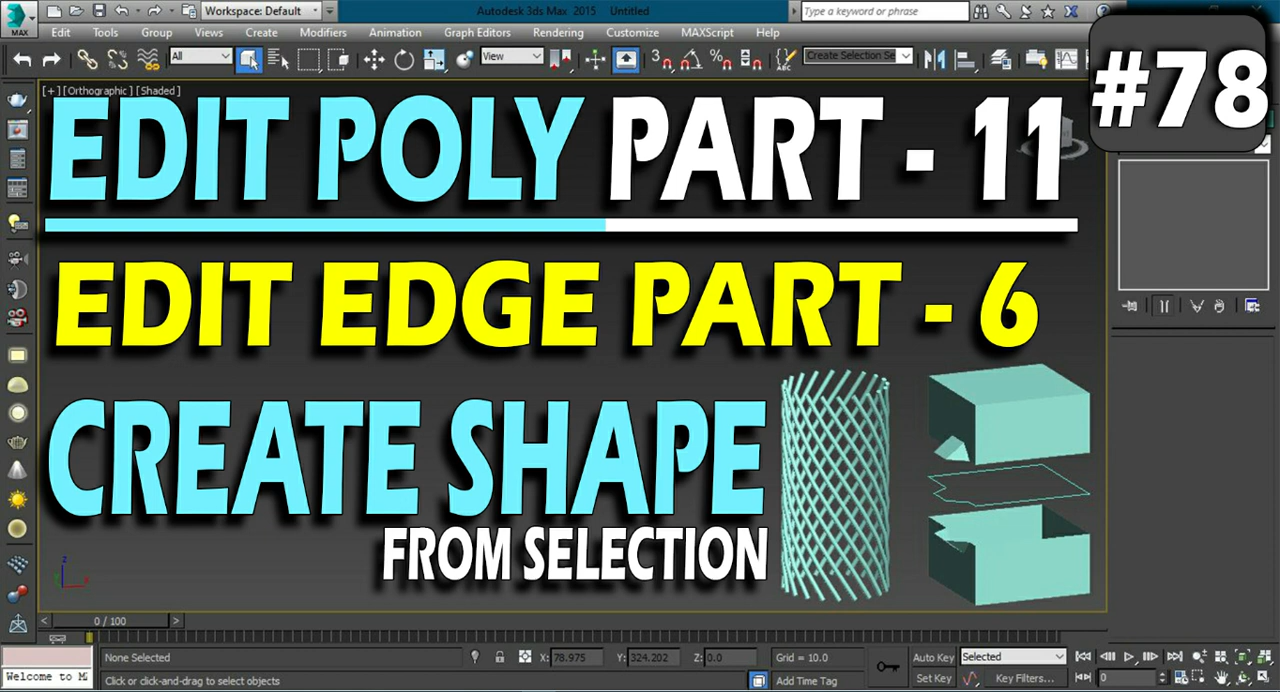 Workspace: Default
Autodesk 3ds Max 2015 Untitled
Type a keyword or phrase
MAX
Edit Tools Group Views Create Modifiers Animation Graph Editors Rendering Customize MAXScript Help
All
View
Create Selection Se
#78
[+] [Orthographic] [Shaded]
EDIT POLY PART - 11
EDIT EDGE PART - 6
CREATE SHAPE
FROM SELECTION
z
x
< 0 / 100 >
None Selected
X: 78.975 Y: 324.202 Z: 0.0
Grid = 10.0
Auto Key Selected
Welcome to M
Click or click-and-drag to select objects
Add Time Tag
Set Key Key Filters...
0